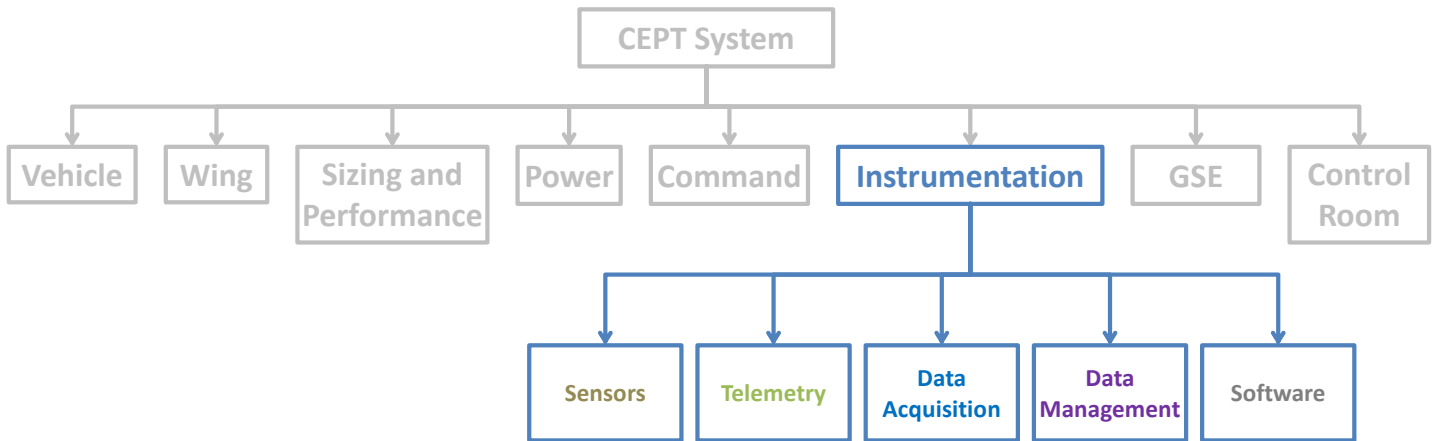 CEPT System
Vehicle
Wing
Sizing and
Performance
Power
Command
Instrumentation
GSE
Control
Room
Sensors
Telemetry
Data
Acquisition
Data
Management
Software